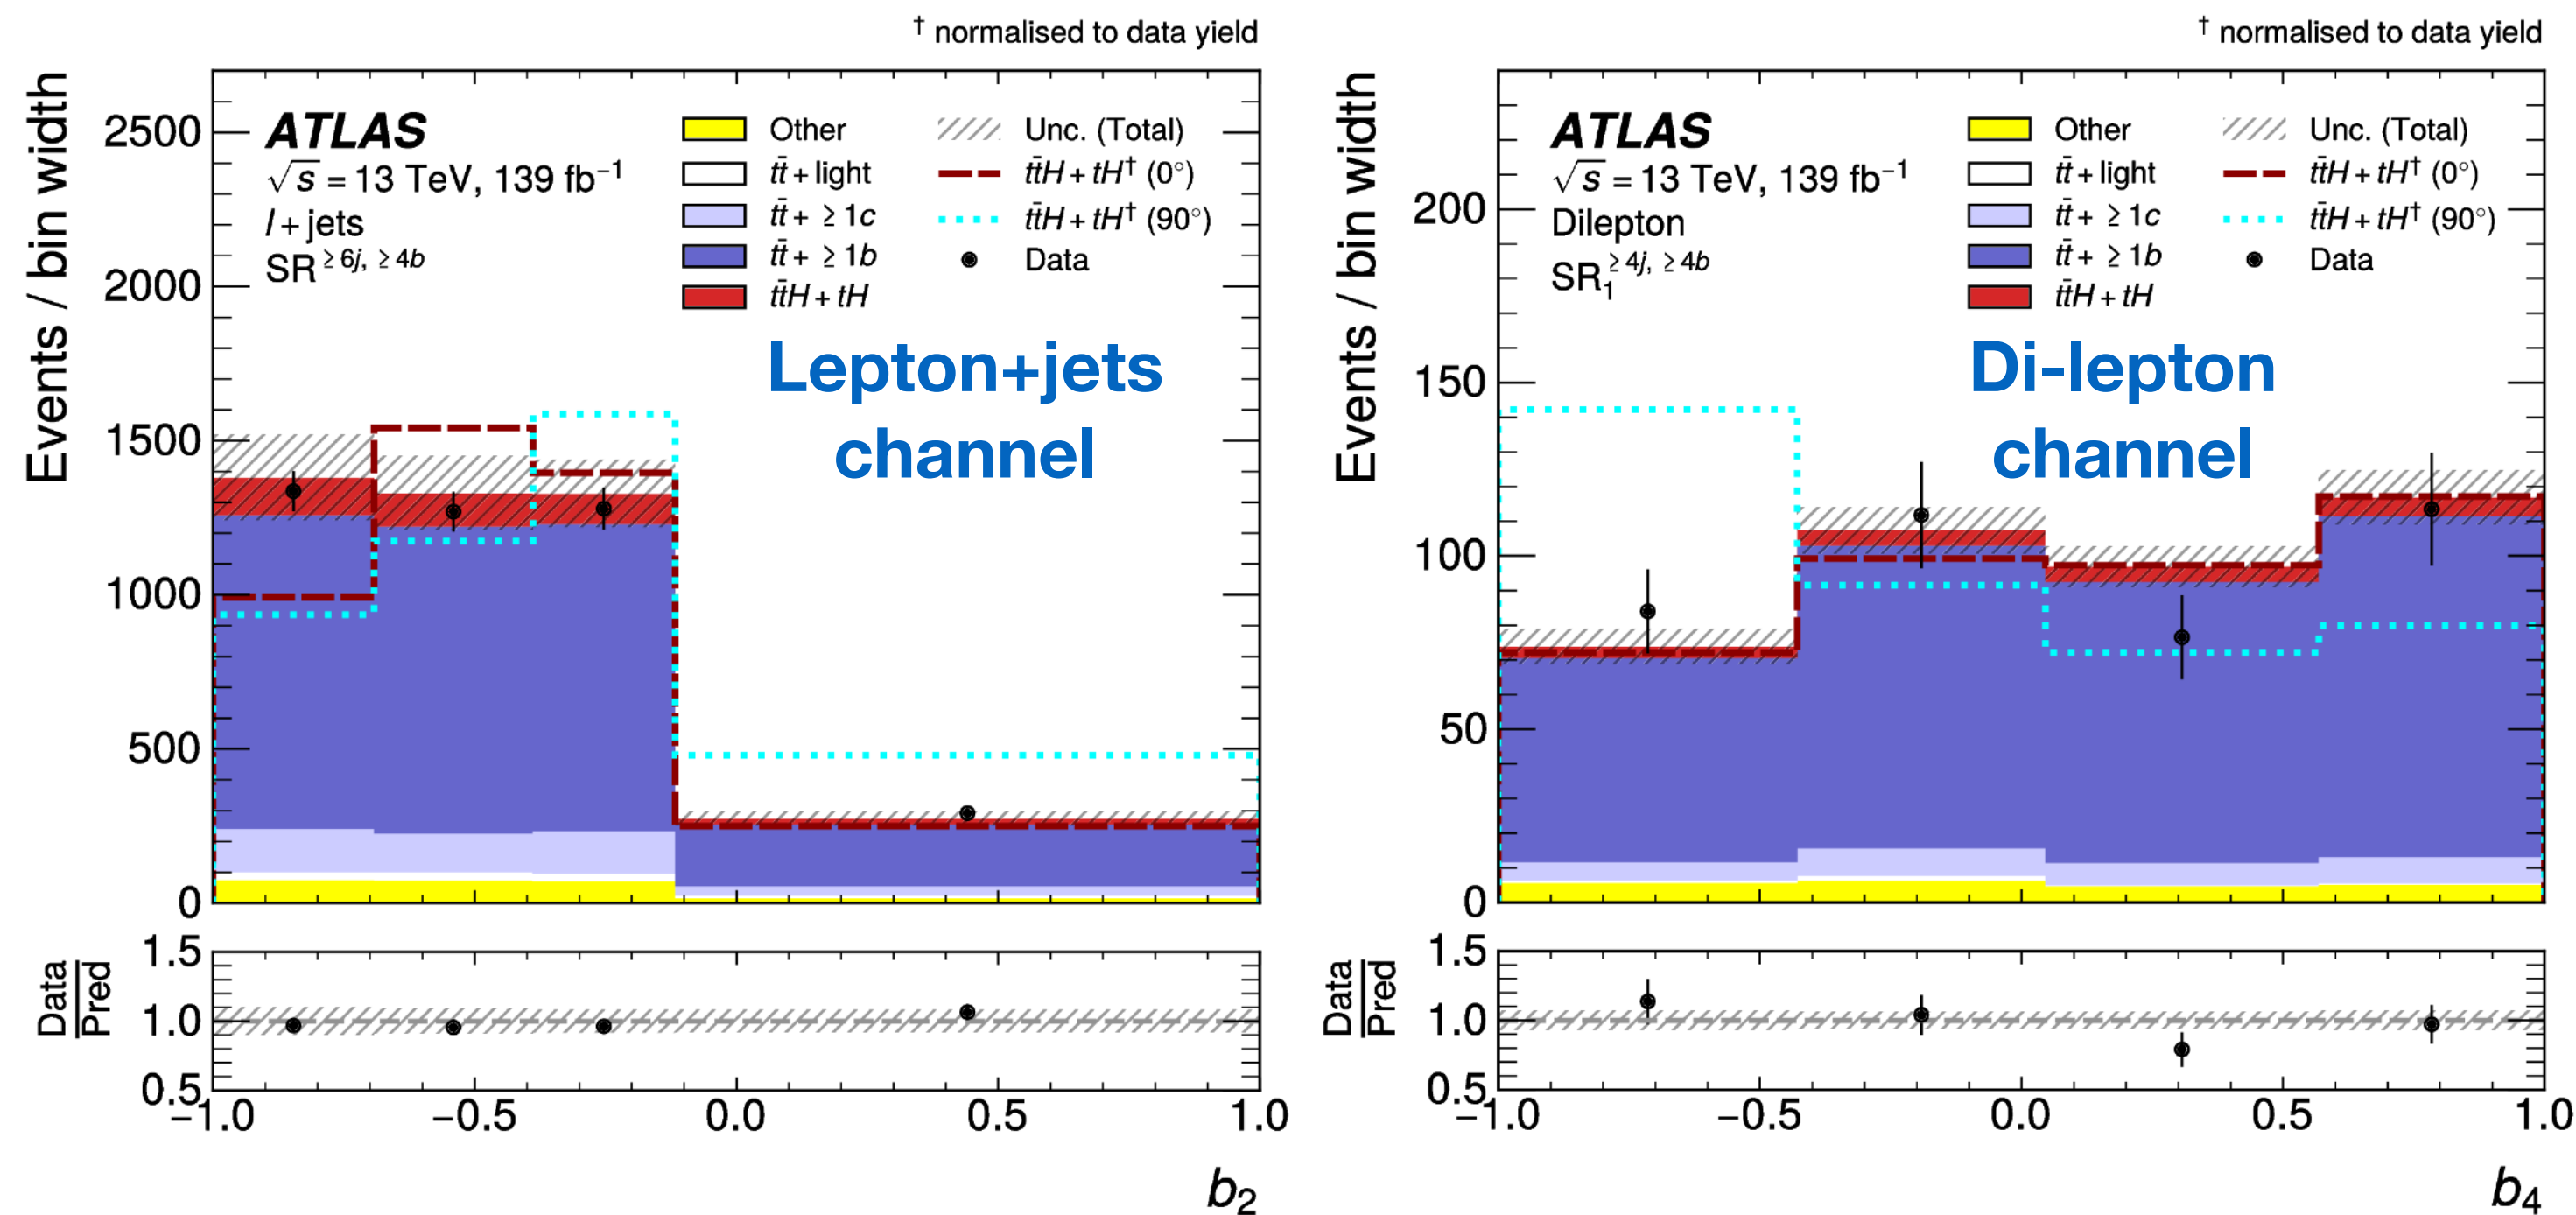 † normalised to data yield
Events / bin width
2500
2000
1500
1000
500
0
ATLAS
√s = 13 TeV, 139 fb⁻¹
l + jets
SR ≥ 6j, ≥ 4b
Other
tt̄ + light
tt̄ + ≥ 1c
tt̄ + ≥ 1b
tt̄H + tH
Unc. (Total)
tt̄H + tH† (0°)
tt̄H + tH† (90°)
Data
Lepton+jets
channel
Data
Pred
1.5
1.0
0.5
−1.0
−0.5
0.0
0.5
1.0
b₂
† normalised to data yield
Events / bin width
200
150
100
50
0
ATLAS
√s = 13 TeV, 139 fb⁻¹
Dilepton
SR₁ ≥ 4j, ≥ 4b
Other
tt̄ + light
tt̄ + ≥ 1c
tt̄ + ≥ 1b
tt̄H + tH
Unc. (Total)
tt̄H + tH† (0°)
tt̄H + tH† (90°)
Data
Di-lepton
channel
Data
Pred
1.5
1.0
0.5
−1.0
−0.5
0.0
0.5
1.0
b₄